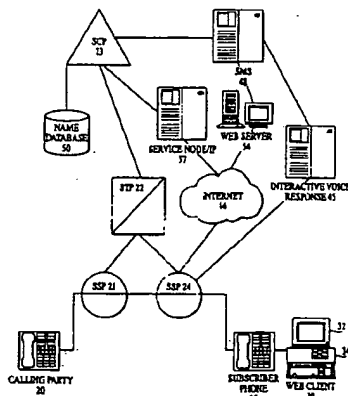 SCP
23
SMS
NAME
DATABASE
50
SERVICE NODE/IP
37
WEB SERVER
INTERACTIVE VOICE
RESPONSE 45
INTERNET
STP 22
SSP 21
SSP 24
CALLING PARTY
20
SUBSCRIBER
PHONE
WEB CLIENT
32